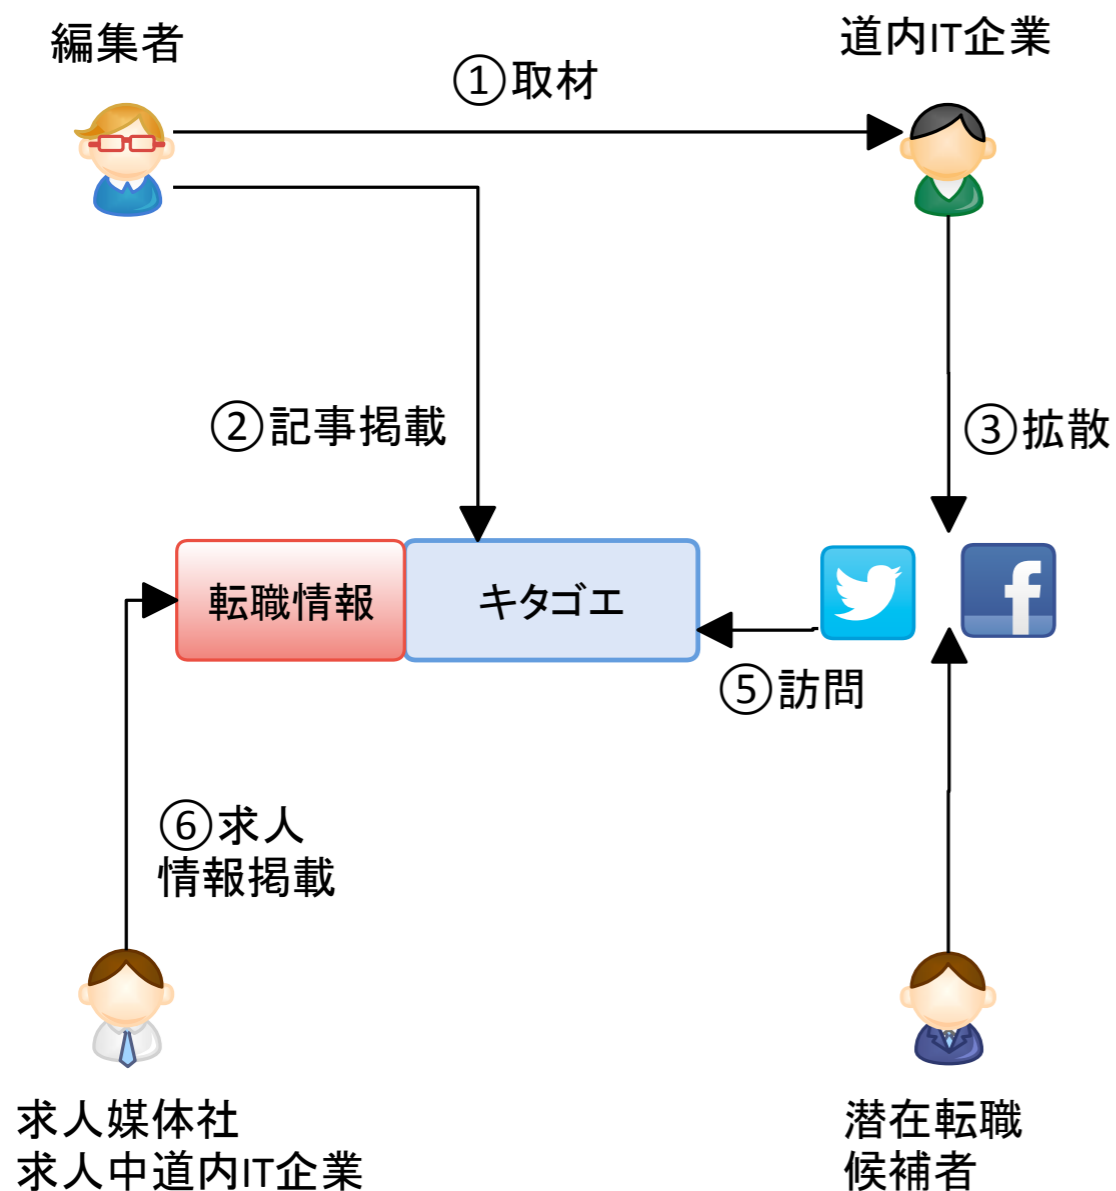 編集者
道内IT企業
①取材
②記事掲載
③拡散
転職情報
キタゴエ
⑤訪問
⑥求人
情報掲載
求人媒体社
求人中道内IT企業
潜在転職
候補者